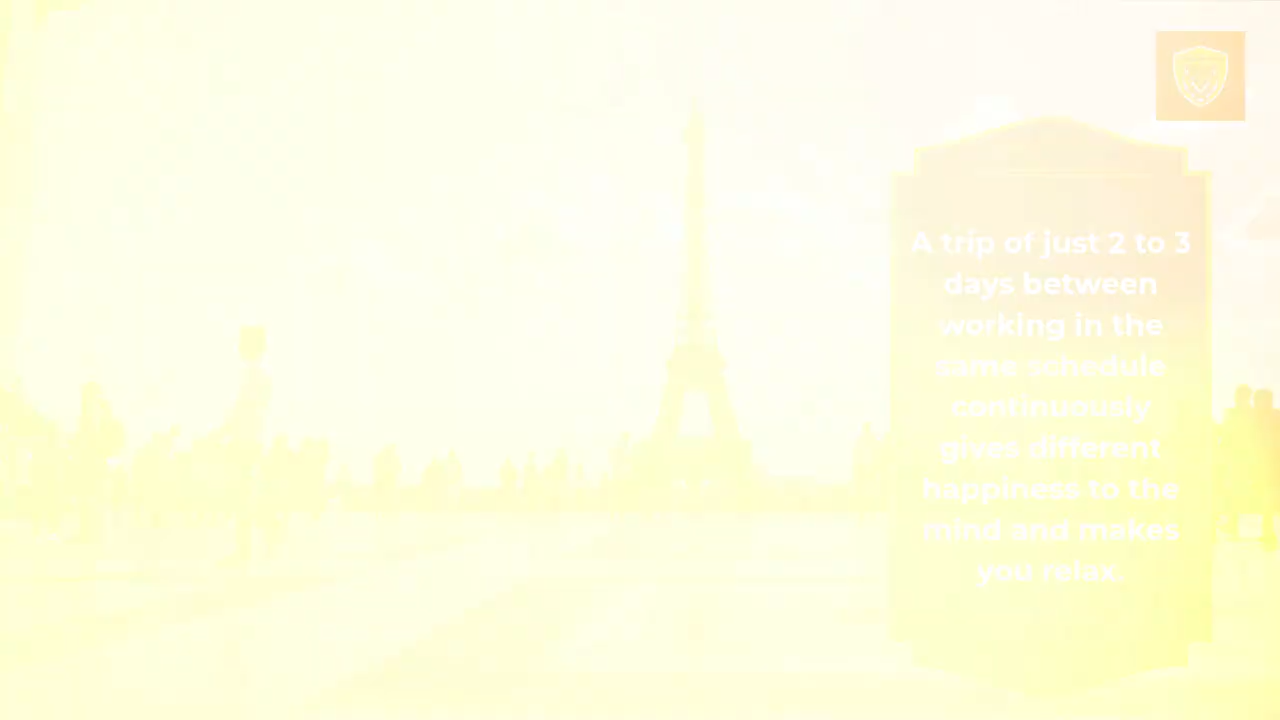 A trip of just 2 to 3
days between
working in the
same schedule
continuously
gives different
happiness to the
mind and makes
you relax.